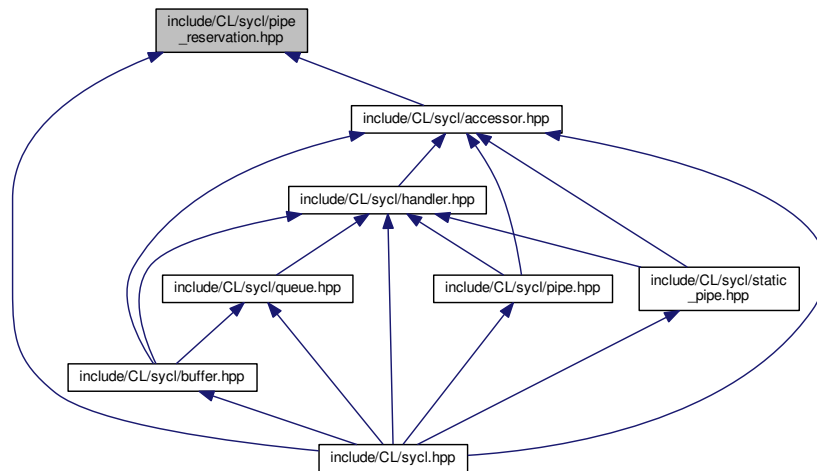 include/CL/sycl/pipe
_reservation.hpp
include/CL/sycl/accessor.hpp
include/CL/sycl/handler.hpp
include/CL/sycl/queue.hpp
include/CL/sycl/pipe.hpp
include/CL/sycl/static
_pipe.hpp
include/CL/sycl/buffer.hpp
include/CL/sycl.hpp